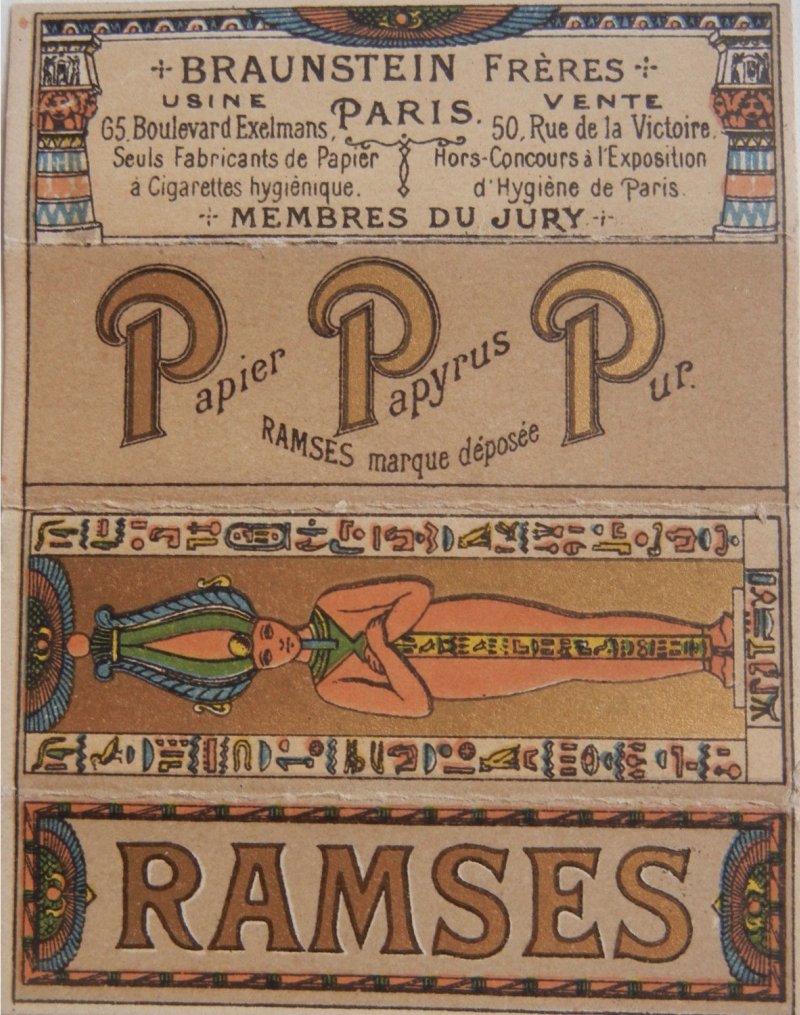 BRAUNSTEIN FRÈRES
USINE PARIS. VENTE
65, Boulevard Exelmans, 50, Rue de la Victoire.
Seuls Fabricants de Papier Hors-Concours à l'Exposition
à Cigarettes hygiénique. d'Hygiène de Paris.
MEMBRES DU JURY
Papier Papyrus Pur.
RAMSES marque déposée
RAMSES